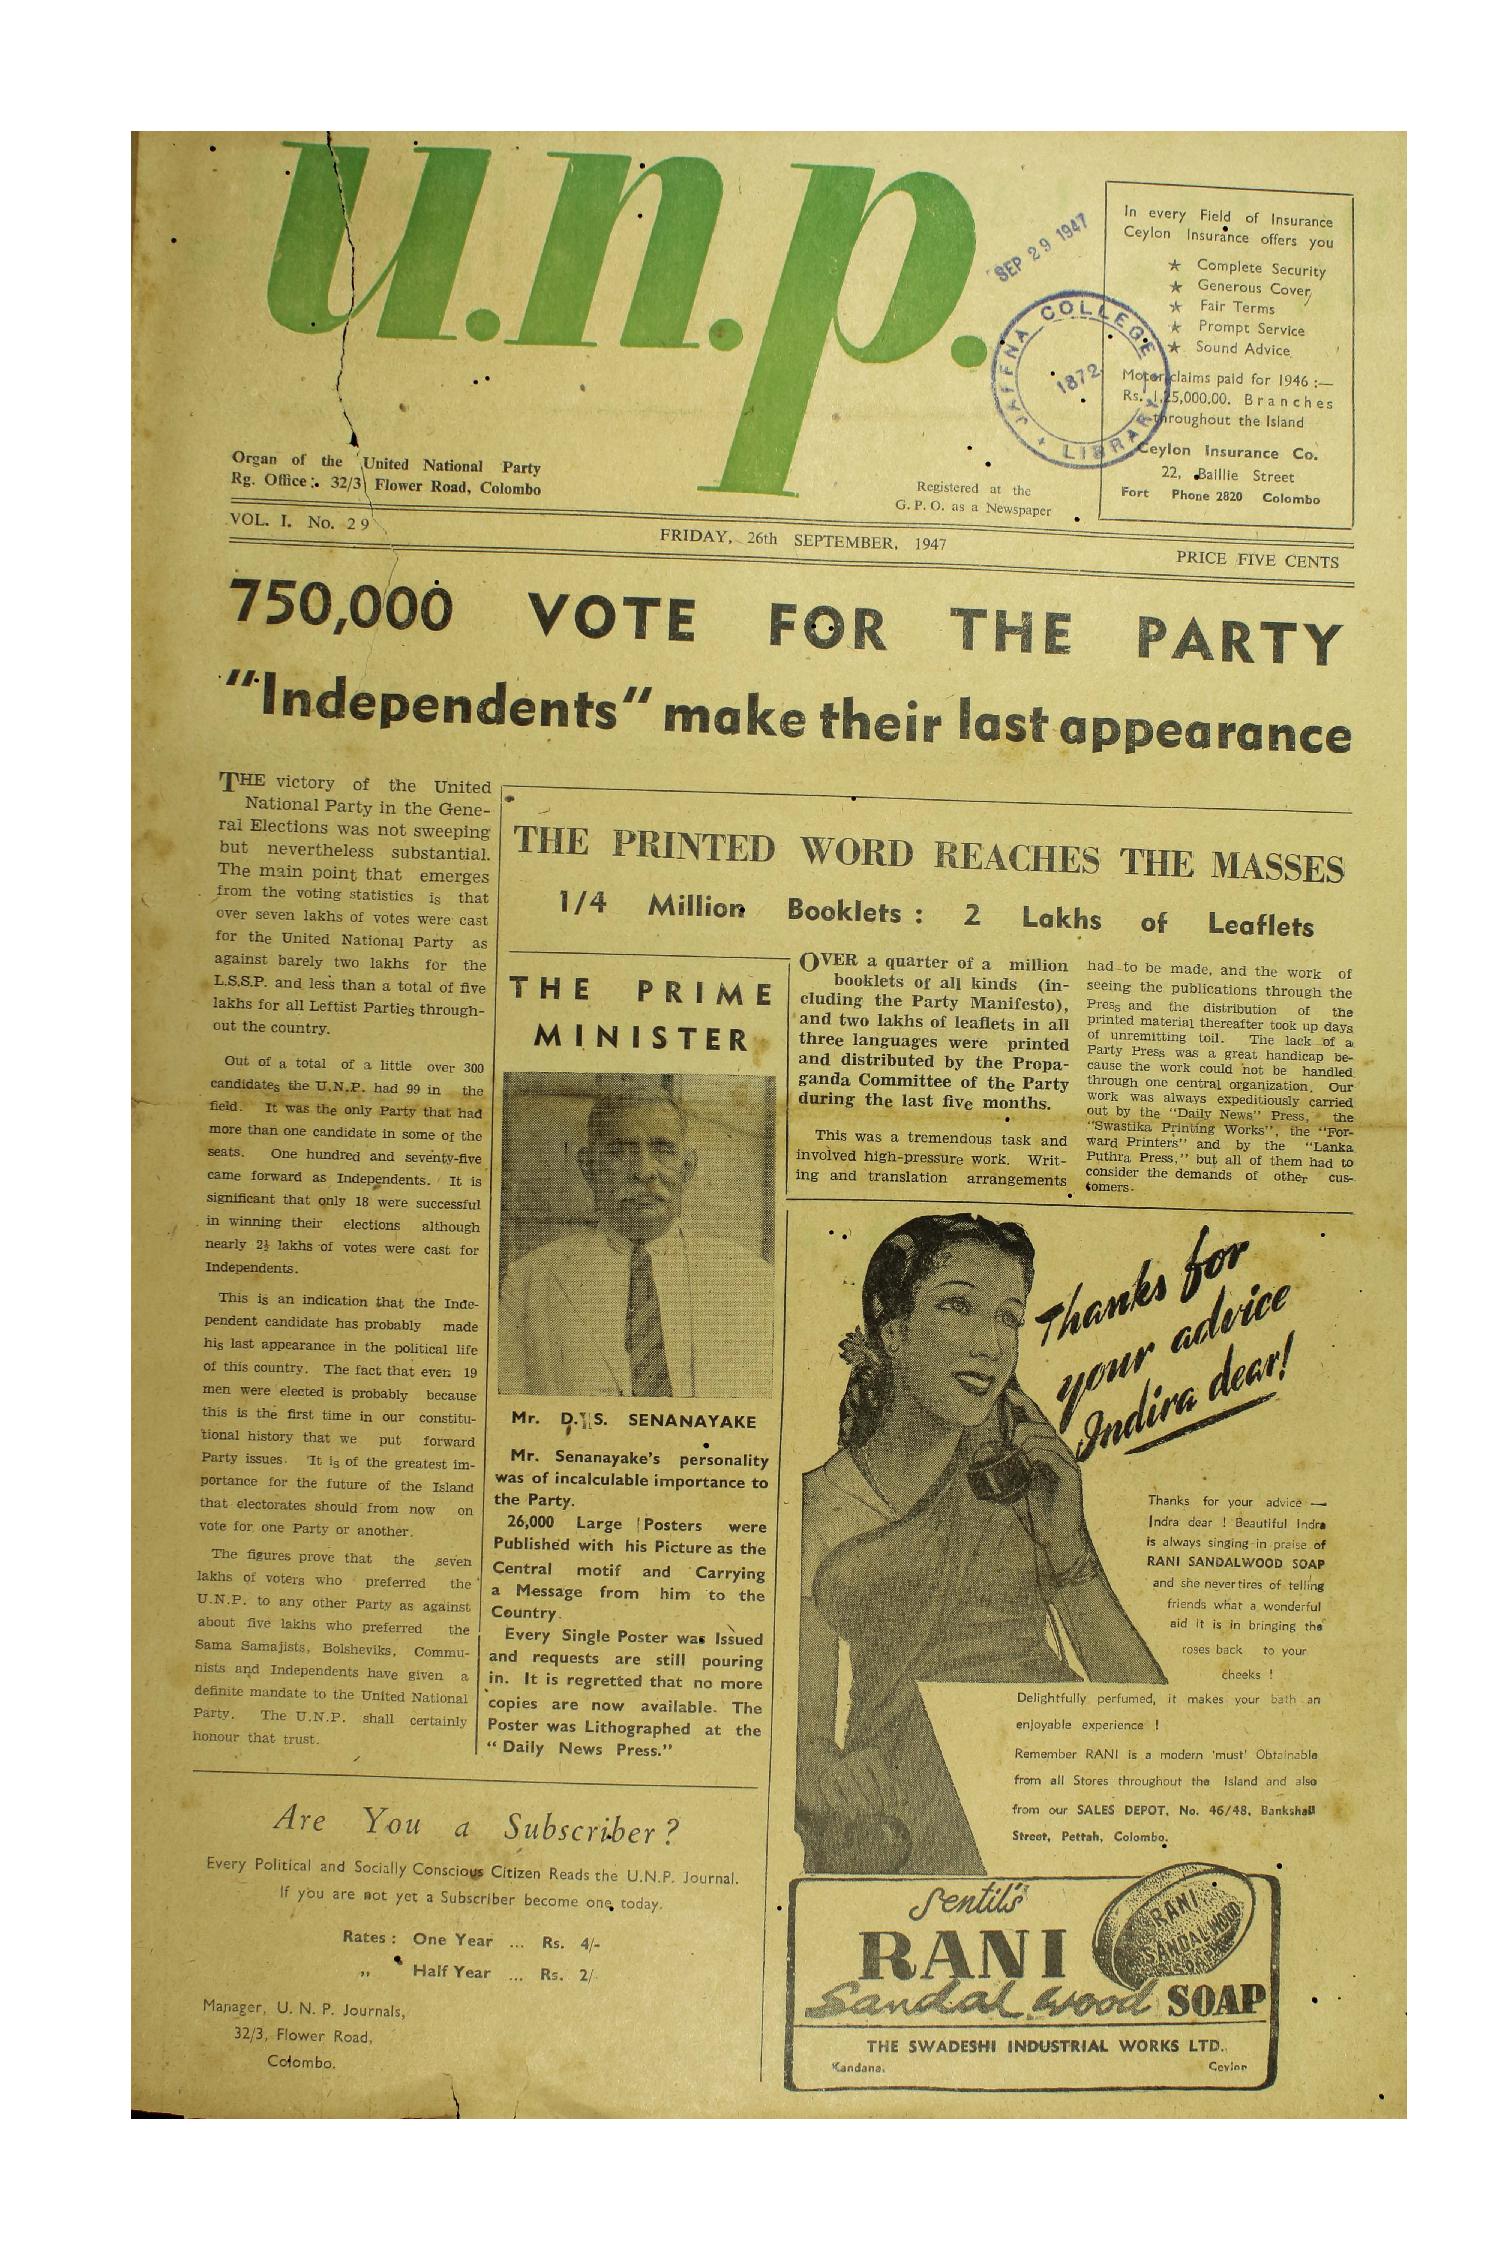 u.n.p.
SEP 29 1947
JAFFNA COLLEGE
1872
LIBRARY
In every Field of Insurance
Ceylon Insurance offers you
★ Complete Security
★ Generous Cover
★ Fair Terms
★ Prompt Service
★ Sound Advice
Motor claims paid for 1946 :—
Rs. 1,25,000.00. Branches
throughout the Island
Ceylon Insurance Co.
22, Baillie Street
Fort Phone 2820 Colombo
Organ of the United National Party
Rg. Office: 32/3 Flower Road, Colombo
Registered at the
G. P. O. as a Newspaper
VOL. I. No. 29
FRIDAY, 26th SEPTEMBER, 1947
PRICE FIVE CENTS
750,000 VOTE FOR THE PARTY
"Independents" make their last appearance
THE victory of the United
National Party in the Gene-
ral Elections was not sweeping
but nevertheless substantial.
The main point that emerges
from the voting statistics is that
over seven lakhs of votes were cast
for the United National Party as
against barely two lakhs for the
L.S.S.P. and less than a total of five
lakhs for all Leftist Parties through-
out the country.
Out of a total of a little over 300
candidates the U.N.P. had 99 in the
field. It was the only Party that had
more than one candidate in some of the
seats. One hundred and seventy-five
came forward as Independents. It is
significant that only 18 were successful
in winning their elections although
nearly 2½ lakhs of votes were cast for
Independents.
This is an indication that the Inde-
pendent candidate has probably made
his last appearance in the political life
of this country. The fact that even 19
men were elected is probably because
this is the first time in our constitu-
tional history that we put forward
Party issues. It is of the greatest im-
portance for the future of the Island
that electorates should from now on
vote for one Party or another.
The figures prove that the seven
lakhs of voters who preferred the
U.N.P. to any other Party as against
about five lakhs who preferred the
Sama Samajists, Bolsheviks, Commu-
nists and Independents have given a
definite mandate to the United National
Party. The U.N.P. shall certainly
honour that trust.
THE PRINTED WORD REACHES THE MASSES
1/4 Million Booklets : 2 Lakhs of Leaflets
THE PRIME
MINISTER
Mr. D. S. SENANAYAKE
Mr. Senanayake's personality
was of incalculable importance to
the Party.
26,000 Large Posters were
Published with his Picture as the
Central motif and Carrying
a Message from him to the
Country.
Every Single Poster was Issued
and requests are still pouring
in. It is regretted that no more
copies are now available. The
Poster was Lithographed at the
"Daily News Press."
OVER a quarter of a million
booklets of all kinds (in-
cluding the Party Manifesto),
and two lakhs of leaflets in all
three languages were printed
and distributed by the Propa-
ganda Committee of the Party
during the last five months.
This was a tremendous task and
involved high-pressure work. Writ-
ing and translation arrangements
had to be made, and the work of
seeing the publications through the
Press and the distribution of the
printed material thereafter took up days
of unremitting toil. The lack of a
Party Press was a great handicap be-
cause the work could not be handled
through one central organization. Our
work was always expeditiously carried
out by the "Daily News" Press, the
"Swastika Printing Works", the "For-
ward Printers" and by the "Lanka
Puthra Press," but all of them had to
consider the demands of other cus-
tomers.
Thanks for
your advice
Indira dear!
Thanks for your advice —
Indra dear ! Beautiful Indra
is always singing in praise of
RANI SANDALWOOD SOAP
and she never tires of telling
friends what a wonderful
aid it is in bringing the
roses back to your
cheeks !
Delightfully perfumed, it makes your bath an
enjoyable experience !
Remember RANI is a modern 'must' Obtainable
from all Stores throughout the Island and also
from our SALES DEPOT, No. 46/48, Bankshall
Street, Pettah, Colombo.
Sentil's
RANI
Sandal wood SOAP
RANI
SANDALWOOD
SOAP
THE SWADESHI INDUSTRIAL WORKS LTD.
Kandana. Ceylon
Are You a Subscriber?
Every Political and Socially Conscious Citizen Reads the U.N.P. Journal.
If you are not yet a Subscriber become one today.
Rates : One Year ... Rs. 4/-
„ Half Year ... Rs. 2/-
Manager, U. N. P. Journals,
32/3, Flower Road,
Colombo.